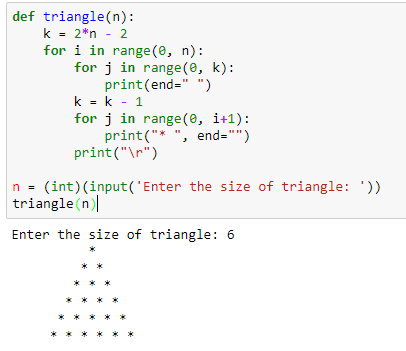 def triangle(n):
    k = 2*n - 2
    for i in range(0, n):
        for j in range(0, k):
            print(end=" ")
        k = k - 1
        for j in range(0, i+1):
            print("* ", end="")
        print("\r")

n = (int)(input('Enter the size of triangle: '))
triangle(n)
Enter the size of triangle: 6
          *
         * *
        * * *
       * * * *
      * * * * *
     * * * * * *